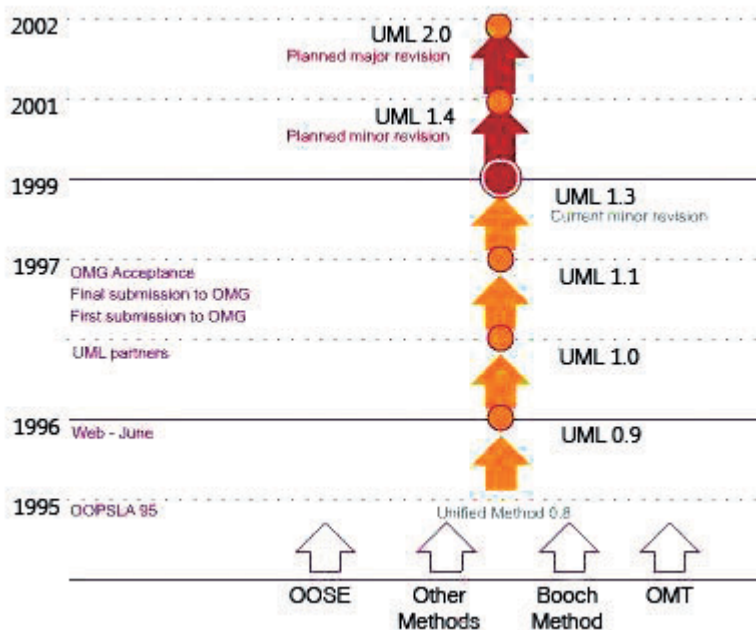 2002
UML 2.0
Planned major revision
2001
UML 1.4
Planned minor revision
1999
UML 1.3
Current minor revision
1997
OMG Acceptance
Final submission to OMG
First submission to OMG
UML 1.1
UML partners
UML 1.0
1996
Web - June
UML 0.9
1995
OOPSLA 95
Unified Method 0.8
OOSE
Other
Methods
Booch
Method
OMT